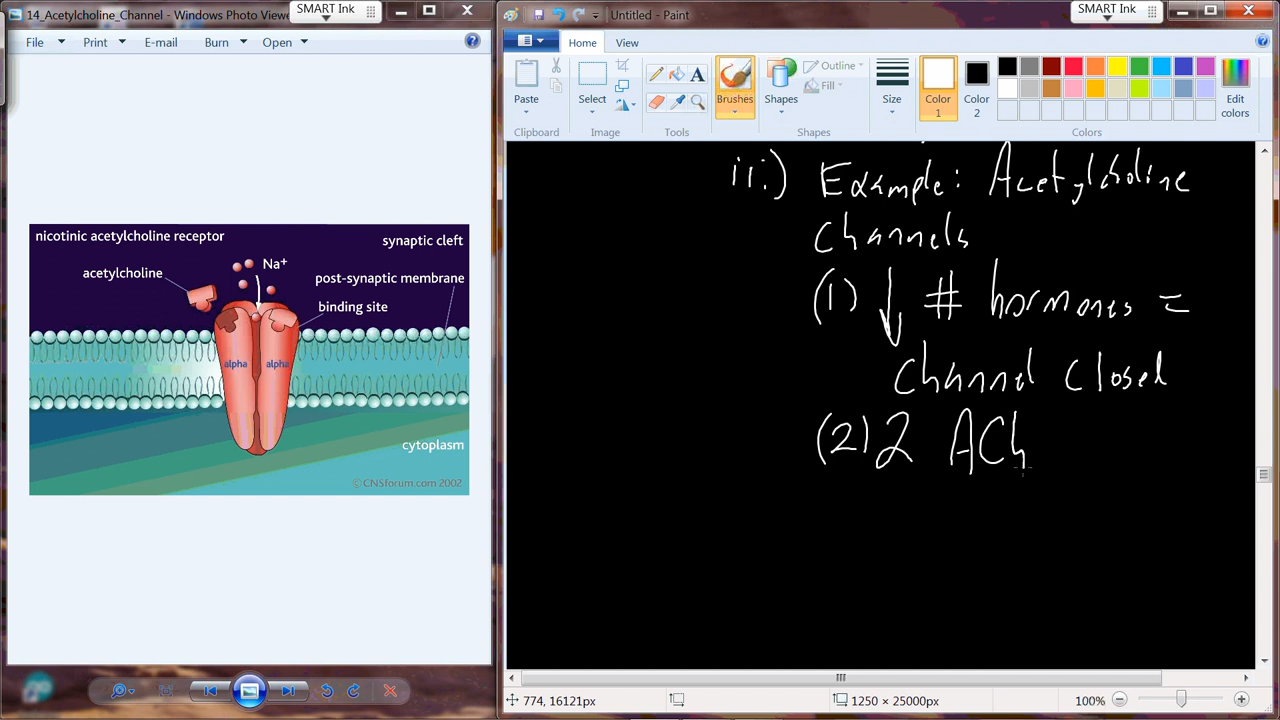 14_Acetylcholine_Channel - Windows Photo Viewe
SMART Ink
File Print E-mail Burn Open
nicotinic acetylcholine receptor
synaptic cleft
Na+
acetylcholine
post-synaptic membrane
binding site
alpha alpha
cytoplasm
© CNSforum.com 2002
Untitled - Paint
SMART Ink
Home View
Paste
Select
Brushes
Shapes
Outline
Fill
Size
Color 1
Color 2
Edit colors
Clipboard Image Tools Shapes Colors
ii.) Example: Acetylcholine
Channels
(1) ↓ # hormones =
Channel Closed
(2) 2 ACh
774, 16121px
1250 × 25000px
100%